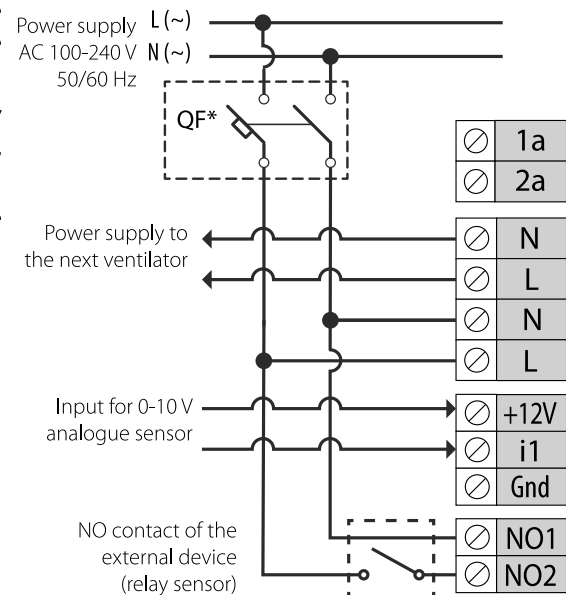 Power supply L (~)
AC 100-240 V N (~)
50/60 Hz
QF*
1a
2a
Power supply to
the next ventilator
N
L
N
L
Input for 0-10 V
analogue sensor
+12V
i1
Gnd
NO contact of the
external device
(relay sensor)
NO1
NO2